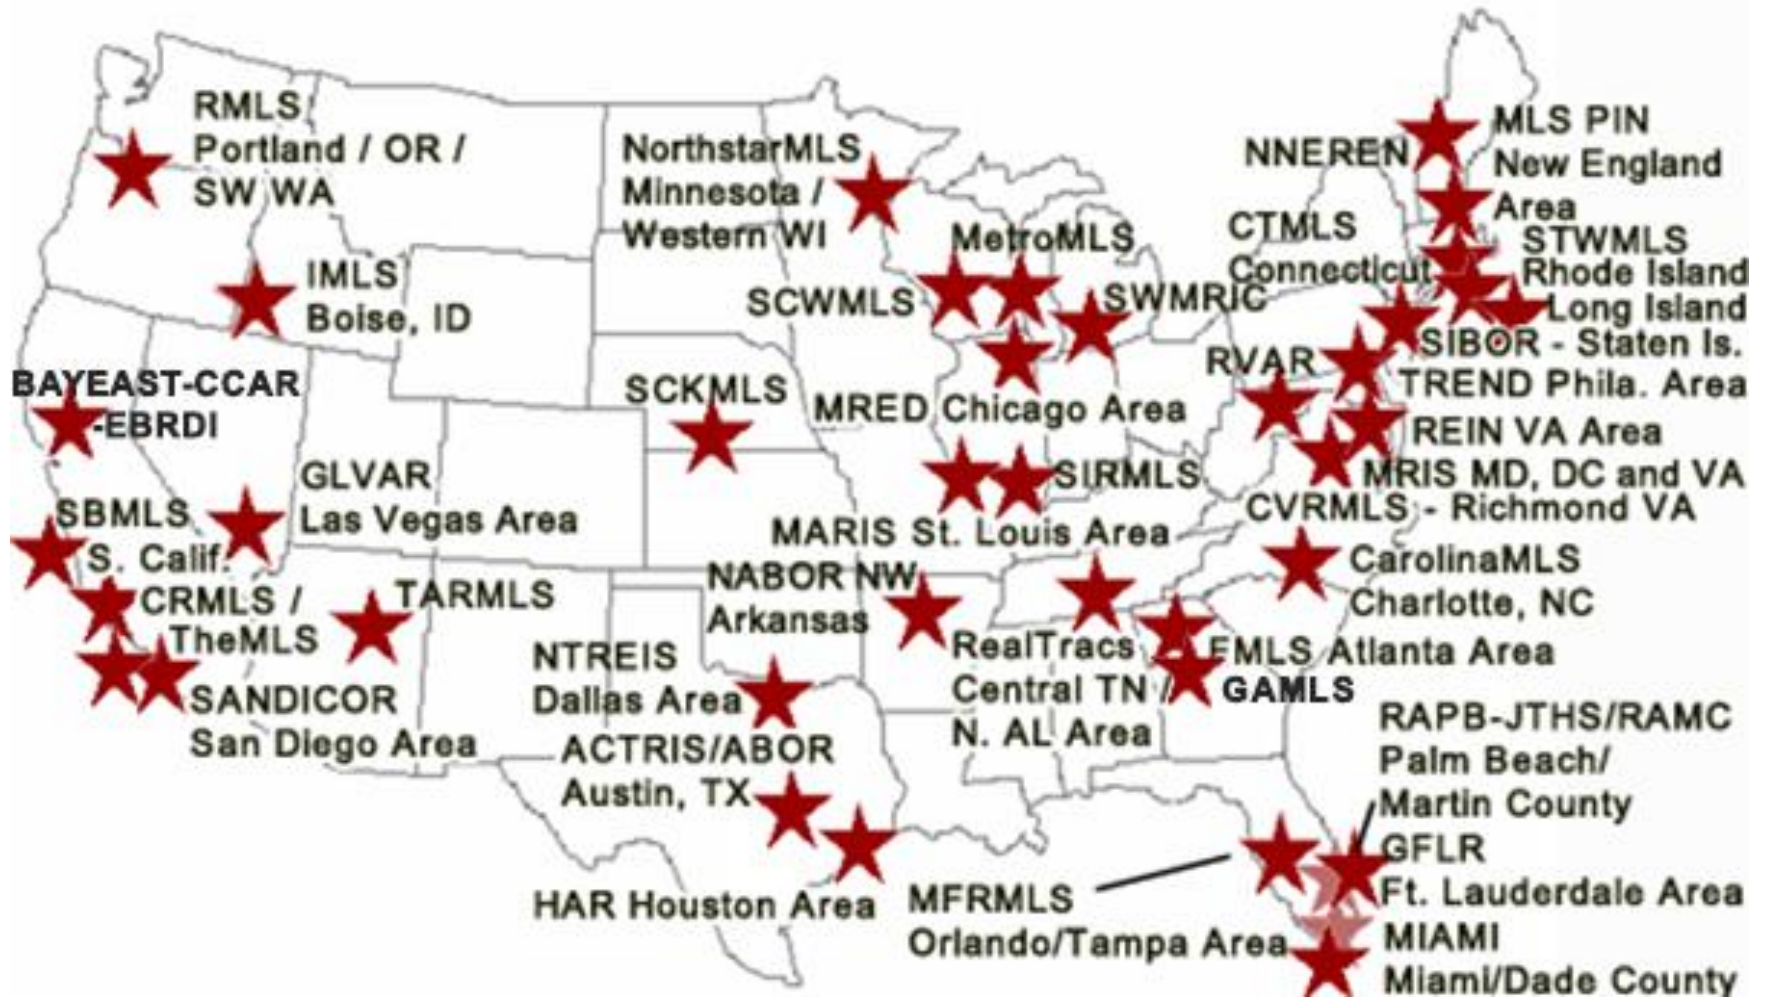 RMLS
Portland / OR /
SW WA
IMLS
Boise, ID
BAYEAST-CCAR
-EBRDI
GLVAR
Las Vegas Area
SBMLS
S. Calif.
CRMLS /
TheMLS
TARMLS
SANDICOR
San Diego Area
NorthstarMLS
Minnesota /
Western WI
MetroMLS
SCWMLS
SWMRIC
SCKMLS
MRED Chicago Area
SIRMLS
MARIS St. Louis Area
NABOR NW
Arkansas
NTREIS
Dallas Area
ACTRIS/ABOR
Austin, TX
HAR Houston Area
RealTracs
Central TN /
N. AL Area
NNEREN
MLS PIN
New England
Area
CTMLS
Connecticut
STWMLS
Rhode Island
Long Island
SIBOR - Staten Is.
RVAR
TREND Phila. Area
REIN VA Area
MRIS MD, DC and VA
CVRMLS - Richmond VA
CarolinaMLS
Charlotte, NC
FMLS Atlanta Area
GAMLS
RAPB-JTHS/RAMC
Palm Beach/
Martin County
GFLR
Ft. Lauderdale Area
MFRMLS
Orlando/Tampa Area
MIAMI
Miami/Dade County